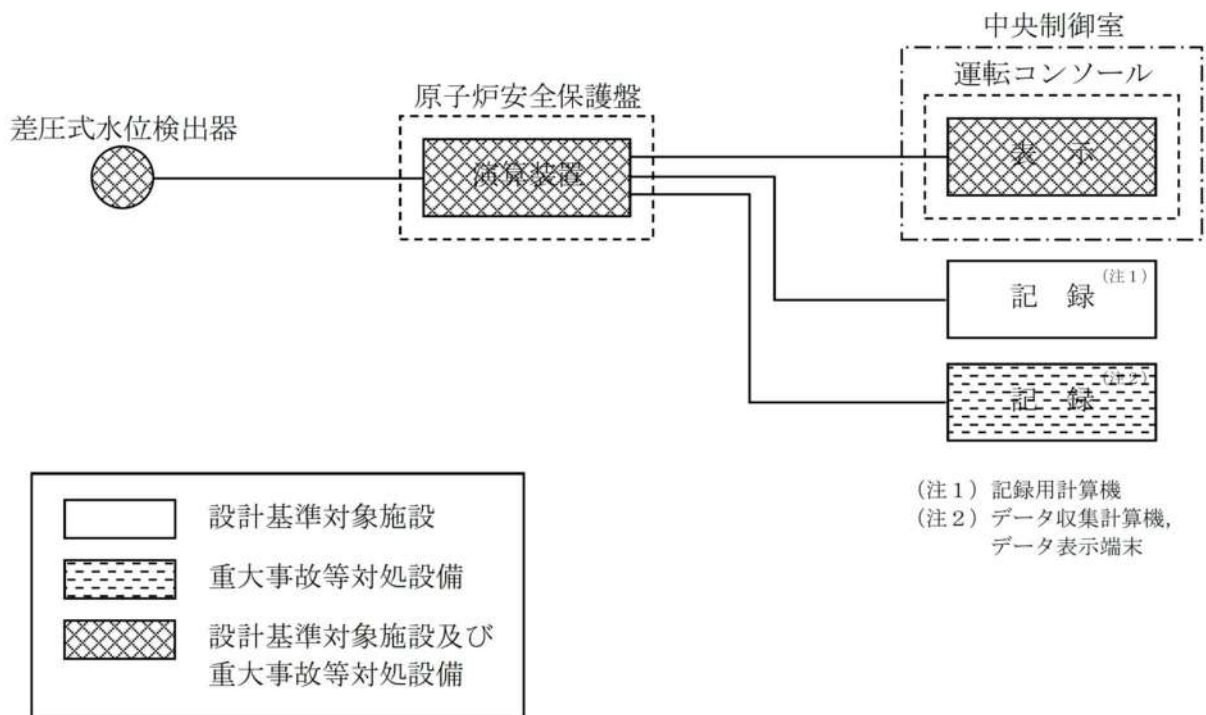 中央制御室
運転コンソール
原子炉安全保護盤
差圧式水位検出器
演算装置
表 示
記 録 (注1)
記 録 (注2)
(注1) 記録用計算機
(注2) データ収集計算機,
データ表示端末
設計基準対象施設
重大事故等対処設備
設計基準対象施設及び
重大事故等対処設備